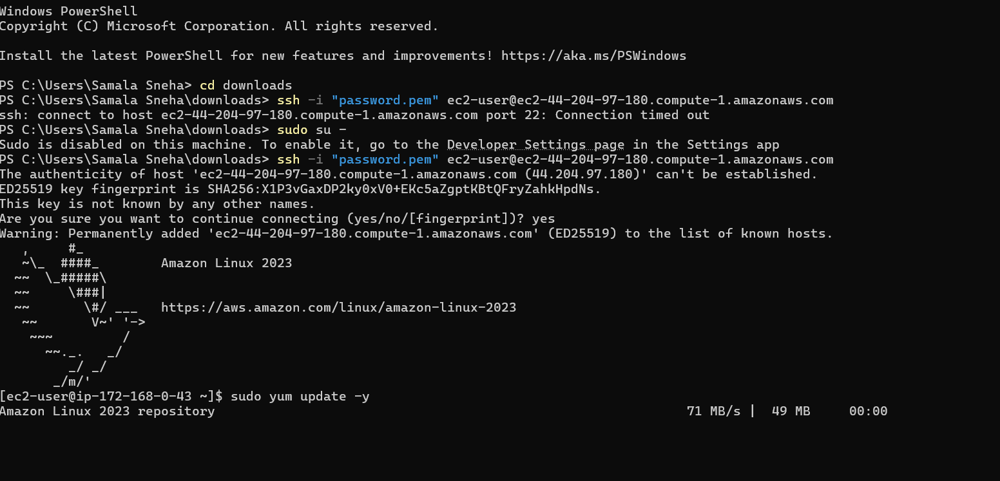 Windows PowerShell
Copyright (C) Microsoft Corporation. All rights reserved.
Install the latest PowerShell for new features and improvements! https://aka.ms/PSWindows
PS C:\Users\Samala Sneha> cd downloads
PS C:\Users\Samala Sneha\downloads> ssh -i "password.pem" ec2-user@ec2-44-204-97-180.compute-1.amazonaws.com
ssh: connect to host ec2-44-204-97-180.compute-1.amazonaws.com port 22: Connection timed out
PS C:\Users\Samala Sneha\downloads> sudo su -
Sudo is disabled on this machine. To enable it, go to the Developer Settings page in the Settings app
PS C:\Users\Samala Sneha\downloads> ssh -i "password.pem" ec2-user@ec2-44-204-97-180.compute-1.amazonaws.com
The authenticity of host 'ec2-44-204-97-180.compute-1.amazonaws.com (44.204.97.180)' can't be established.
ED25519 key fingerprint is SHA256:X1P3vGaxDP2ky0xV0+EKc5aZgptKBtQFryZahkHpdNs.
This key is not known by any other names.
Are you sure you want to continue connecting (yes/no/[fingerprint])? yes
Warning: Permanently added 'ec2-44-204-97-180.compute-1.amazonaws.com' (ED25519) to the list of known hosts.
   ,     #_
   ~\_  ####_        Amazon Linux 2023
  ~~  \_#####\
  ~~     \###|
  ~~       \#/ ___   https://aws.amazon.com/linux/amazon-linux-2023
   ~~       V~' '->
    ~~~         /
      ~~._.   _/
         _/ _/
       _/m/'
[ec2-user@ip-172-168-0-43 ~]$ sudo yum update -y
Amazon Linux 2023 repository                                                             71 MB/s |  49 MB     00:00